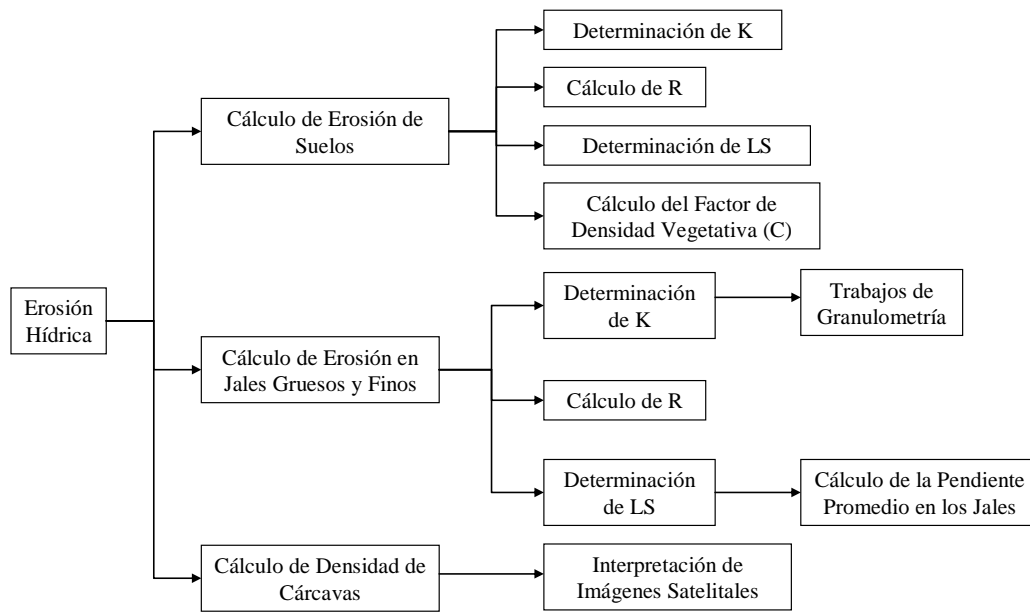 Erosión
Hídrica
Cálculo de Erosión de
Suelos
Determinación de K
Cálculo de R
Determinación de LS
Cálculo del Factor de
Densidad Vegetativa (C)
Cálculo de Erosión en
Jales Gruesos y Finos
Determinación
de K
Trabajos de
Granulometría
Cálculo de R
Determinación
de LS
Cálculo de la Pendiente
Promedio en los Jales
Cálculo de Densidad de
Cárcavas
Interpretación de
Imágenes Satelitales